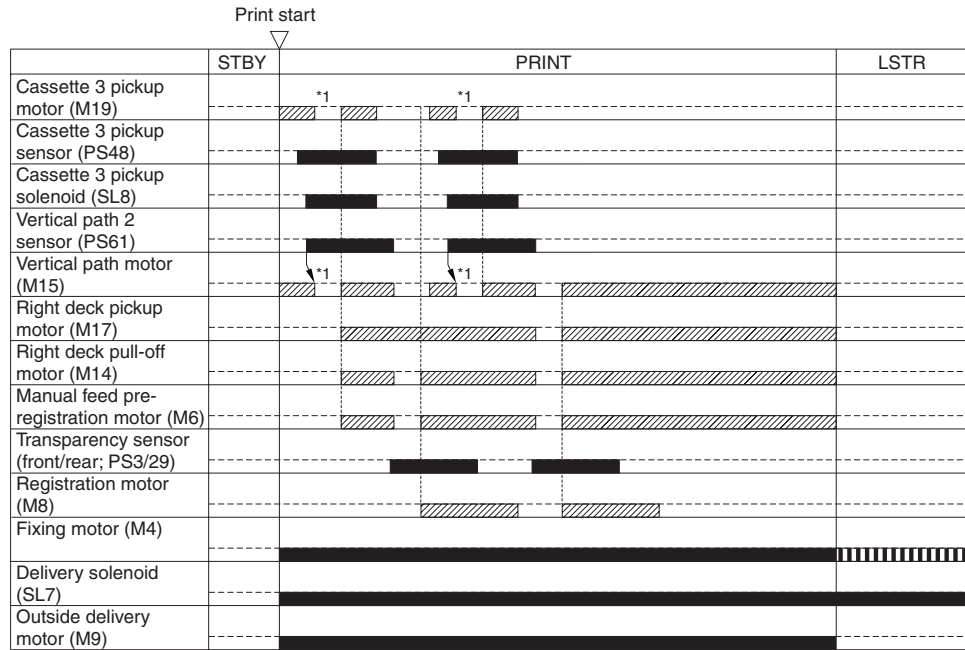 Print start
STBY
PRINT
LSTR
Cassette 3 pickup
motor (M19)
*1
*1
Cassette 3 pickup
sensor (PS48)
Cassette 3 pickup
solenoid (SL8)
Vertical path 2
sensor (PS61)
Vertical path motor
(M15)
*1
*1
Right deck pickup
motor (M17)
Right deck pull-off
motor (M14)
Manual feed pre-
registration motor (M6)
Transparency sensor
(front/rear; PS3/29)
Registration motor
(M8)
Fixing motor (M4)
Delivery solenoid
(SL7)
Outside delivery
motor (M9)